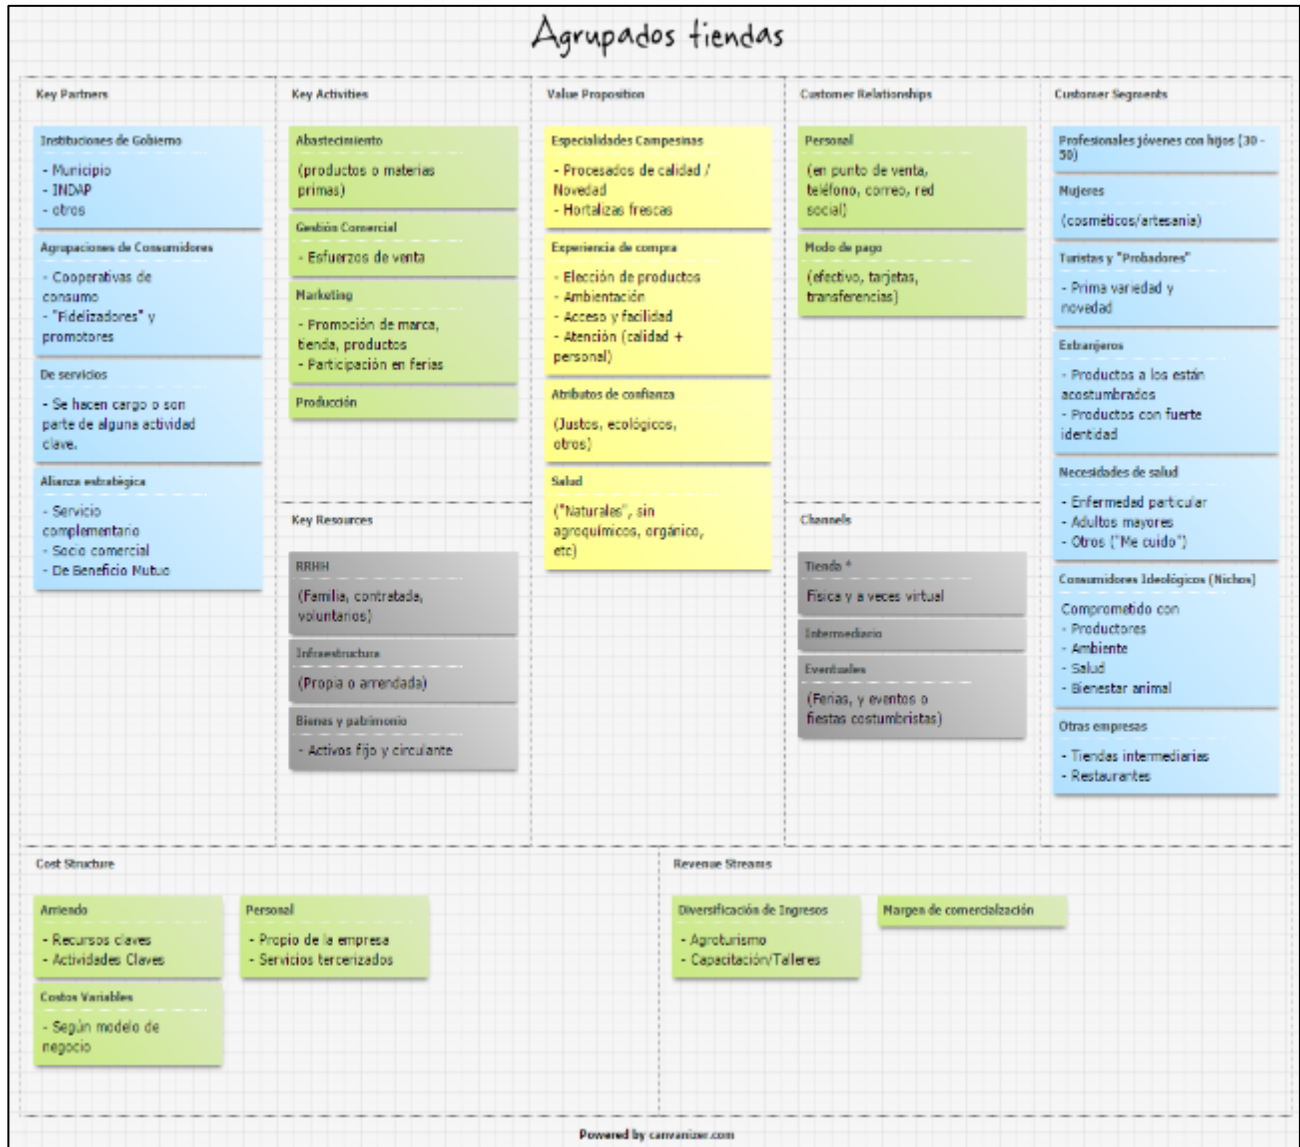 Agrupados tiendas
Key Partners
Instituciones de Gobierno
- Municipio
- INDAP
- otros
Agrupaciones de Consumidores
- Cooperativas de
consumo
- "Fidelizadores" y
promotores
De servicios
- Se hacen cargo o son
parte de alguna actividad
clave.
Alianza estratégica
- Servicio
complementario
- Socio comercial
- De Beneficio Mutuo
Key Activities
Abastecimiento
(productos o materias
primas)
Gestión Comercial
- Esfuerzos de venta
Marketing
- Promoción de marca,
tienda, productos
- Participación en ferias
Producción
Key Resources
RRHH
(Familia, contratada,
voluntarios)
Infraestructura
(Propia o arrendada)
Bienes y patrimonio
- Activos fijo y circulante
Value Proposition
Especialidades Campesinas
- Procesados de calidad /
Novedad
- Hortalizas frescas
Experiencia de compra
- Elección de productos
- Ambientación
- Acceso y facilidad
- Atención (calidad +
personal)
Atributos de confianza
(Justos, ecológicos,
otros)
Salud
("Naturales", sin
agroquímicos, orgánico,
etc)
Customer Relationships
Personal
(en punto de venta,
teléfono, correo, red
social)
Modo de pago
(efectivo, tarjetas,
transferencias)
Channels
Tienda *
Física y a veces virtual
Intermediario
Eventuales
(Ferias, y eventos o
fiestas costumbristas)
Customer Segments
Profesionales jóvenes con hijos (30 -
50)
Mujeres
(cosméticos/artesanía)
Turistas y "Probadores"
- Prima variedad y
novedad
Extranjeros
- Productos a los están
acostumbrados
- Productos con fuerte
identidad
Necesidades de salud
- Enfermedad particular
- Adultos mayores
- Otros ("Me cuido")
Consumidores Ideológicos (Nichos)
Comprometido con
- Productores
- Ambiente
- Salud
- Bienestar animal
Otras empresas
- Tiendas intermediarias
- Restaurantes
Cost Structure
Arriendo
- Recursos claves
- Actividades Claves
Personal
- Propio de la empresa
- Servicios tercerizados
Costos Variables
- Según modelo de
negocio
Revenue Streams
Diversificación de Ingresos
- Agroturismo
- Capacitación/Talleres
Margen de comercialzación
Powered by canvanizer.com